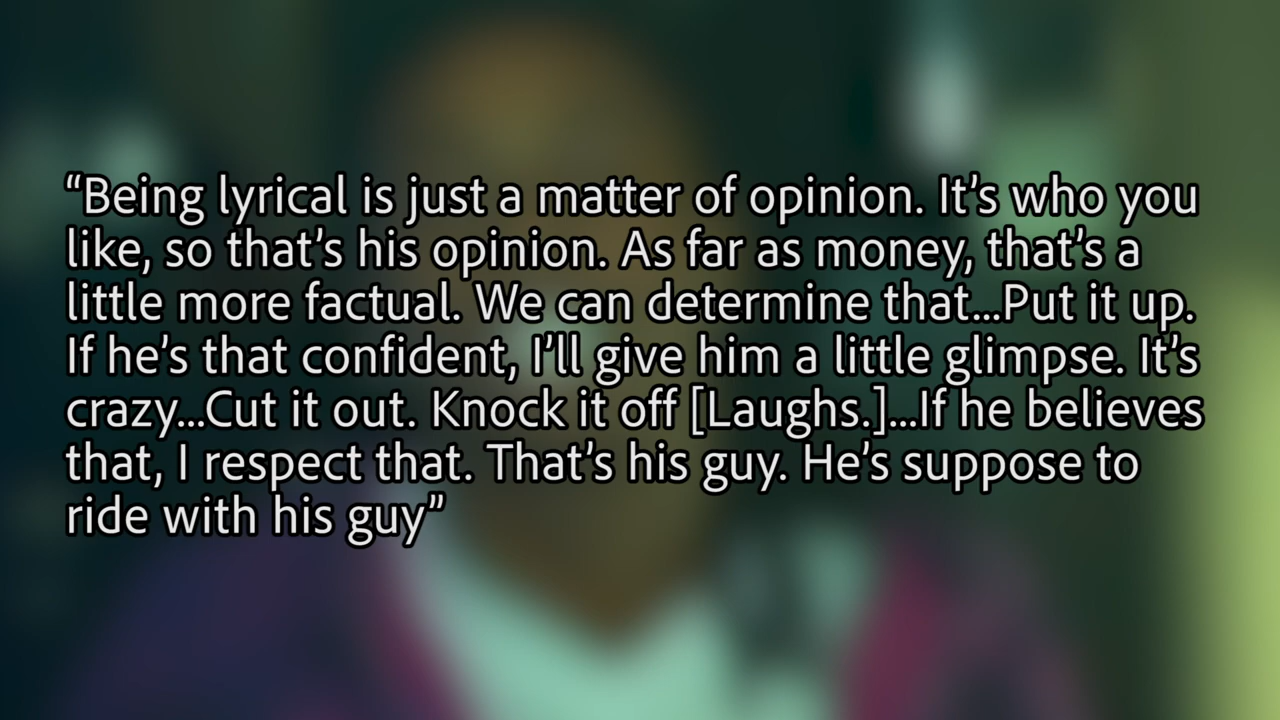 “Being lyrical is just a matter of opinion. It’s who you
like, so that’s his opinion. As far as money, that’s a
little more factual. We can determine that...Put it up.
If he’s that confident, I’ll give him a little glimpse. It’s
crazy...Cut it out. Knock it off [Laughs.]...If he believes
that, I respect that. That’s his guy. He’s suppose to
ride with his guy”